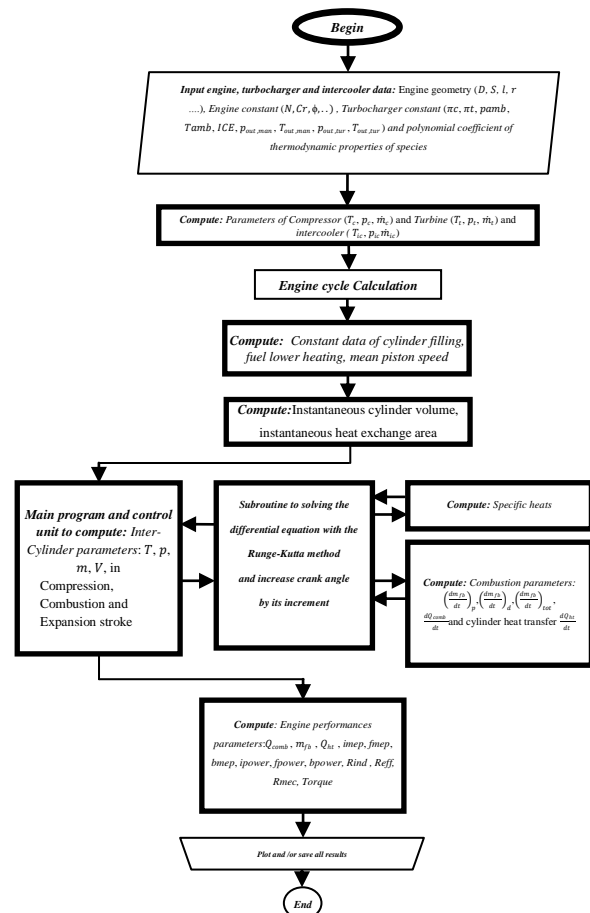 Begin
Input engine, turbocharger and intercooler data: Engine geometry (D, S, l, r
....), Engine constant (N, Cr, ϕ, ..) , Turbocharger constant (πc, πt, pamb,
Tamb, ICE, p_out,man, T_out,man, p_out,tur, T_out,tur) and polynomial coefficient of
thermodynamic properties of species
Compute: Parameters of Compressor (T_c, p_c, ṁ_c) and Turbine (T_t, p_t, ṁ_t) and
intercooler ( T_ic, p_ic ṁ_ic)
Engine cycle Calculation
Compute: Constant data of cylinder filling,
fuel lower heating, mean piston speed
Compute:Instantaneous cylinder volume,
instantaneous heat exchange area
Main program and control
unit to compute: Inter-
Cylinder parameters: T, p,
m, V, in
Compression,
Combustion and
Expansion stroke
Subroutine to solving the
differential equation with the
Runge-Kutta method
and increase crank angle
by its increment
Compute: Specific heats
Compute: Combustion parameters:
(dm_fb/dt)_p, (dm_fb/dt)_d, (dm_fb/dt)_tot,
dQ_comb/dt and cylinder heat transfer dQ_ht/dt
Compute: Engine performances
parameters:Q_comb , m_fb , Q_ht , imep, fmep,
bmep, ipower, fpower, bpower, Rind , Reff,
Rmec, Torque
Plot and /or save all results
End